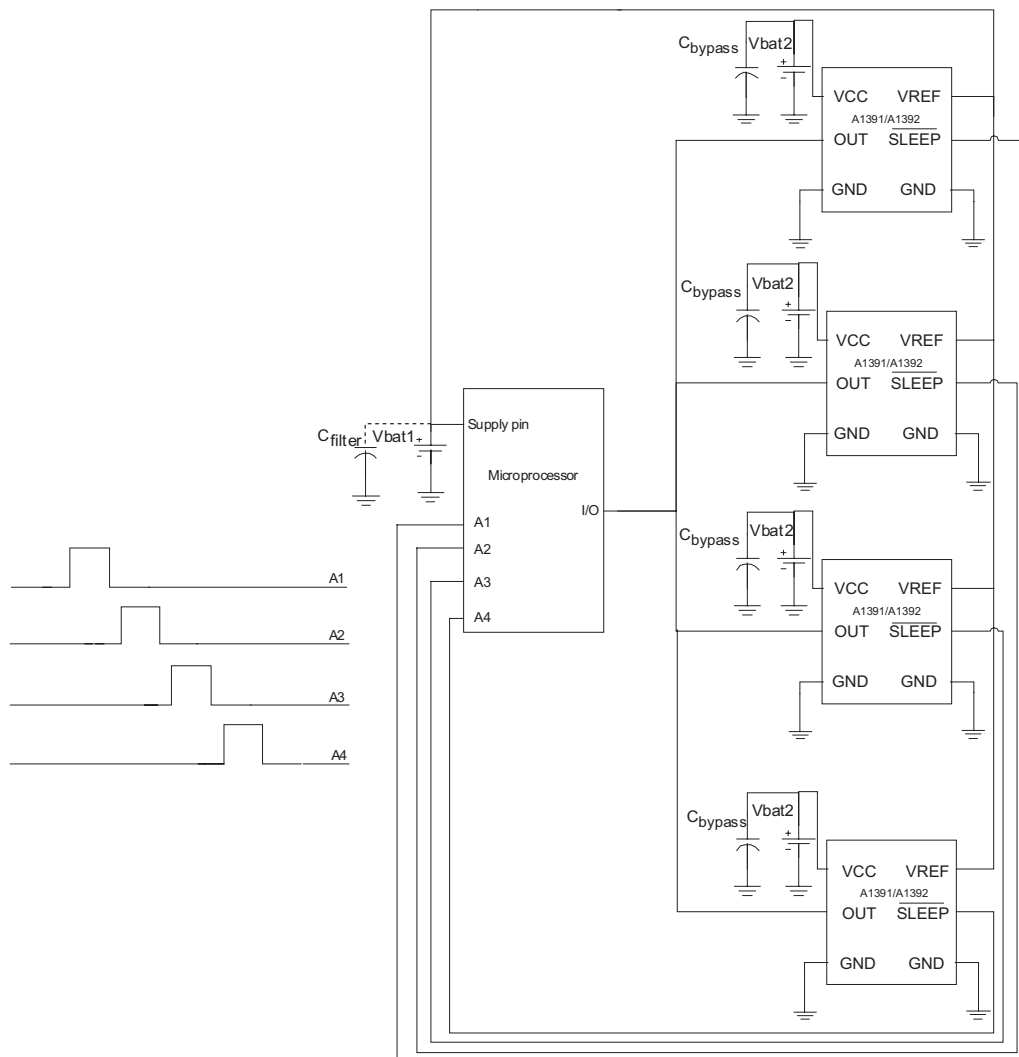 Cbypass Vbat2
+
-
VCC VREF
A1391/A1392
OUT SLEEP
GND GND
Cbypass Vbat2
+
-
VCC VREF
A1391/A1392
OUT SLEEP
GND GND
Cfilter Vbat1
+
-
Supply pin
Microprocessor
I/O
A1
A2
A3
A4
Cbypass Vbat2
+
-
VCC VREF
A1391/A1392
OUT SLEEP
GND GND
A1
A2
A3
A4
Cbypass Vbat2
+
-
VCC VREF
A1391/A1392
OUT SLEEP
GND GND